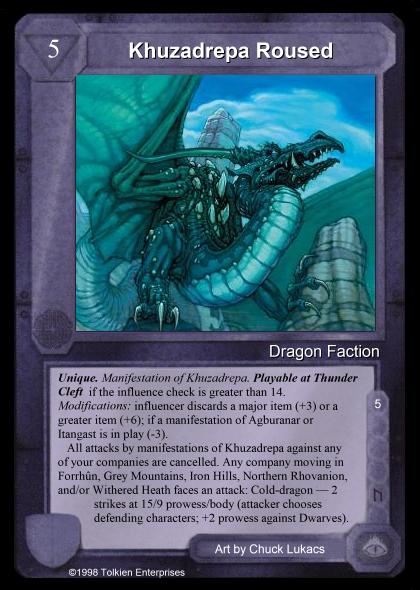 5
Khuzadrepa Roused
Dragon Faction
Unique. Manifestation of Khuzadrepa. Playable at Thunder
Cleft if the influence check is greater than 14.
Modifications: influencer discards a major item (+3) or a
greater item (+6); if a manifestation of Agburanar or
Itangast is in play (-3).
All attacks by manifestations of Khuzadrepa against any
of your companies are cancelled. Any company moving in
Forrhûn, Grey Mountains, Iron Hills, Northern Rhovanion,
and/or Withered Heath faces an attack: Cold-dragon — 2
strikes at 15/9 prowess/body (attacker chooses
defending characters; +2 prowess against Dwarves).
5
Art by Chuck Lukacs
©1998 Tolkien Enterprises